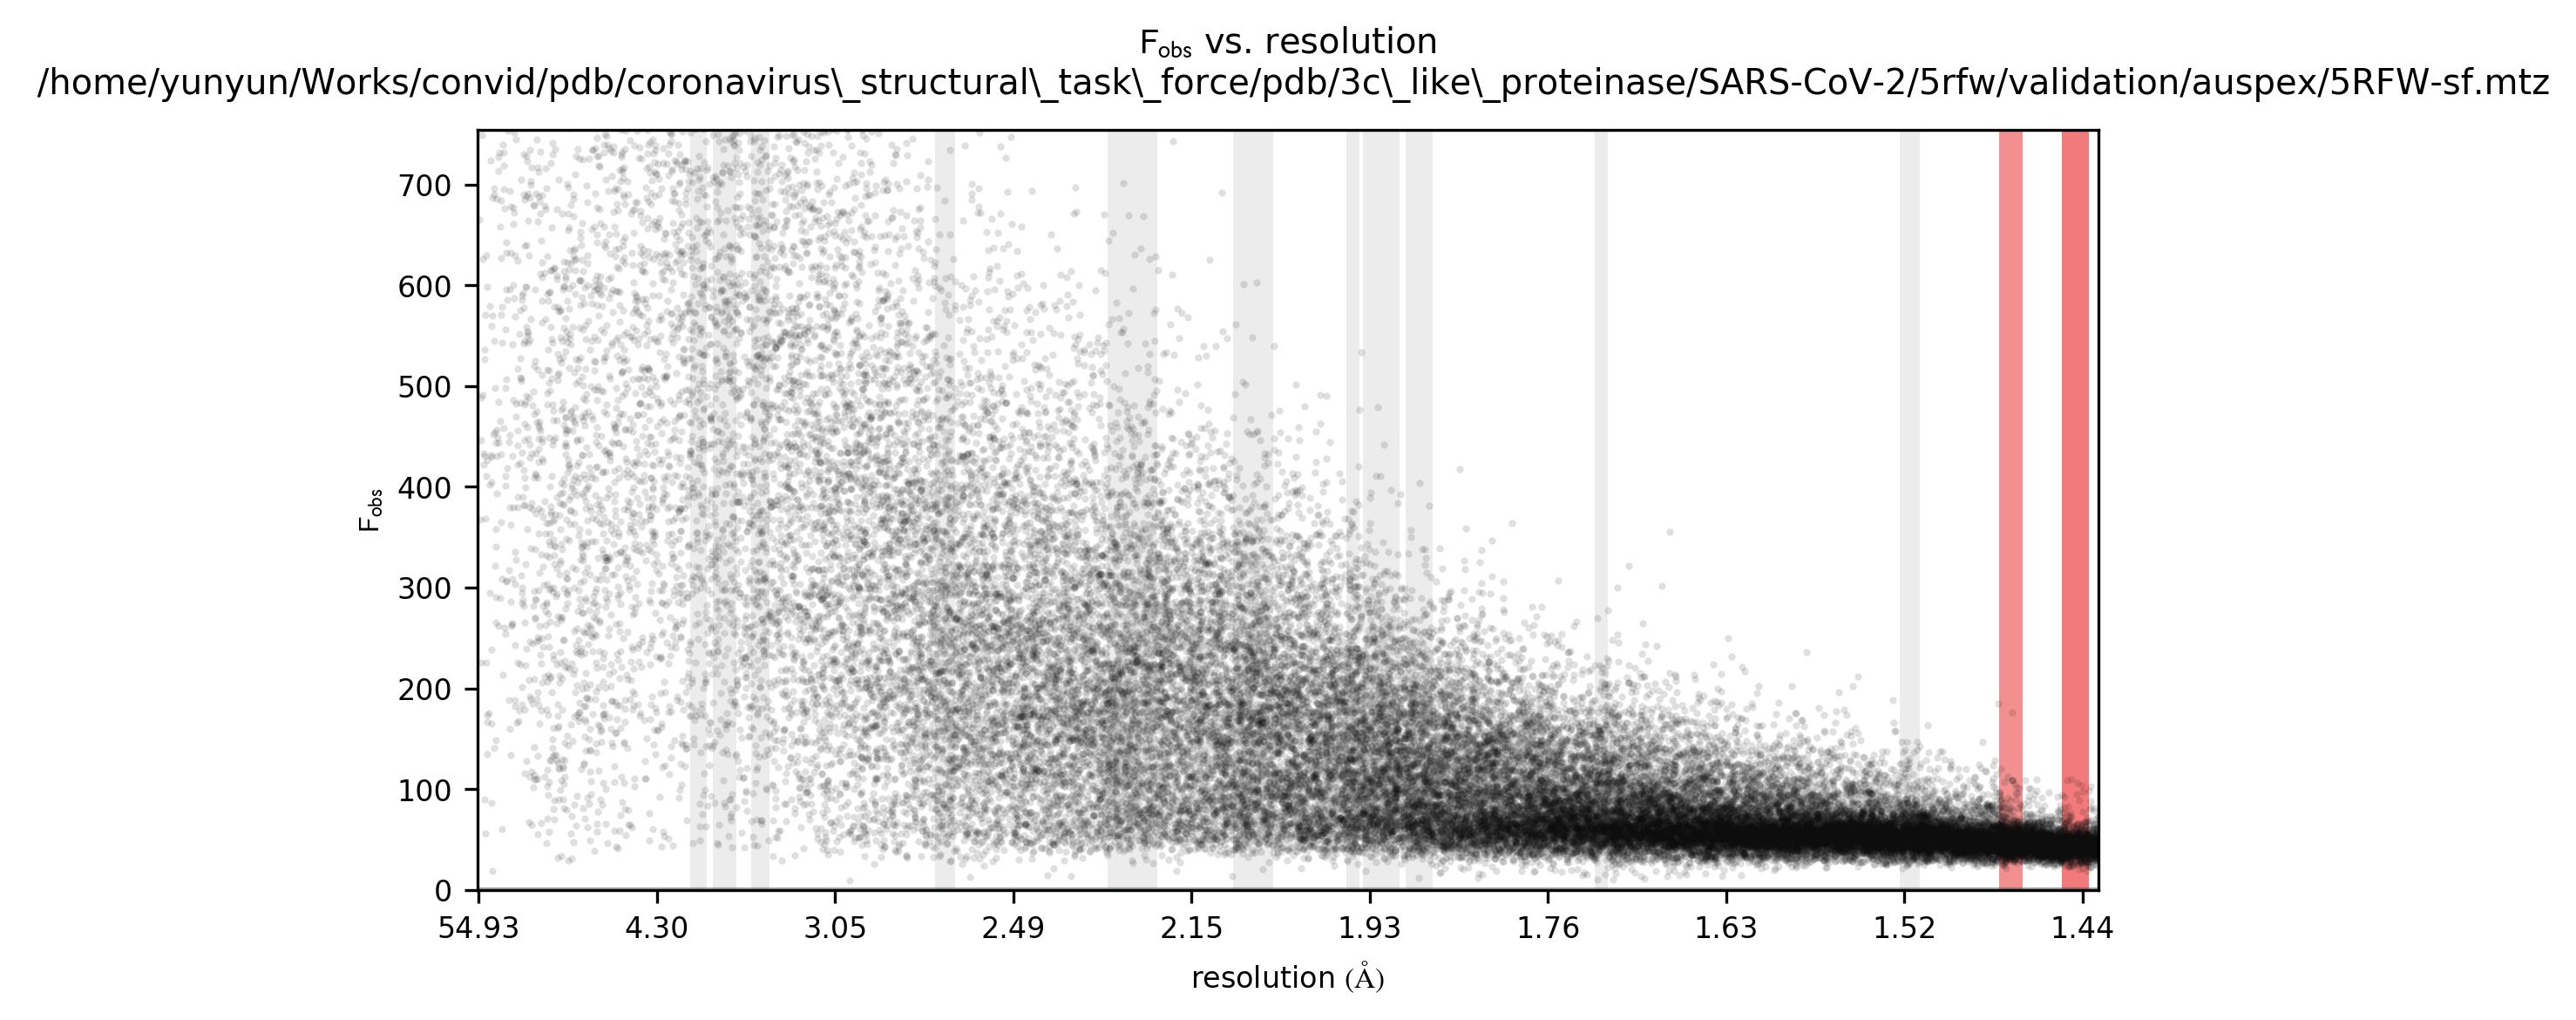 Fobs vs. resolution
/home/yunyun/Works/convid/pdb/coronavirus\_structural\_task\_force/pdb/3c\_like\_proteinase/SARS-CoV-2/5rfw/validation/auspex/5RFW-sf.mtz
700
600
500
400
300
200
100
0
Fobs
54.93 4.30 3.05 2.49 2.15 1.93 1.76 1.63 1.52 1.44
resolution (Å)